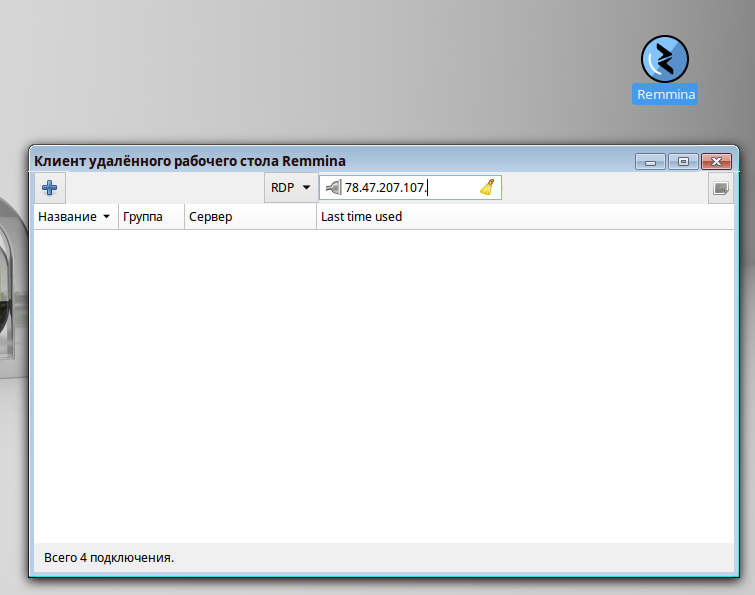 Remmina
Клиент удалённого рабочего стола Remmina
RDP 78.47.207.107.
Название Группа Сервер Last time used
Всего 4 подключения.